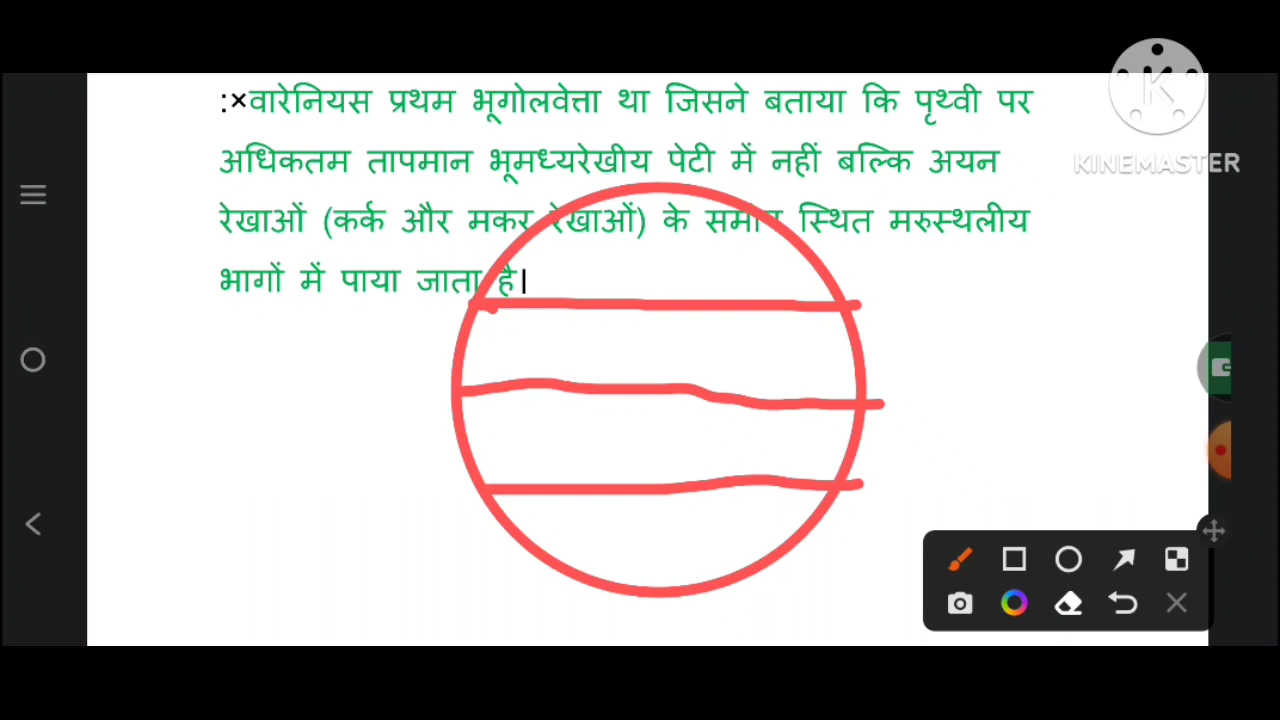 :×वारेनियस प्रथम भूगोलवेत्ता था जिसने बताया कि पृथ्वी पर
अधिकतम तापमान भूमध्यरेखीय पेटी में नहीं बल्कि अयन
रेखाओं (कर्क और मकर रेखाओं) के समीप स्थित मरुस्थलीय
भागों में पाया जाता है।
K
KINEMASTER